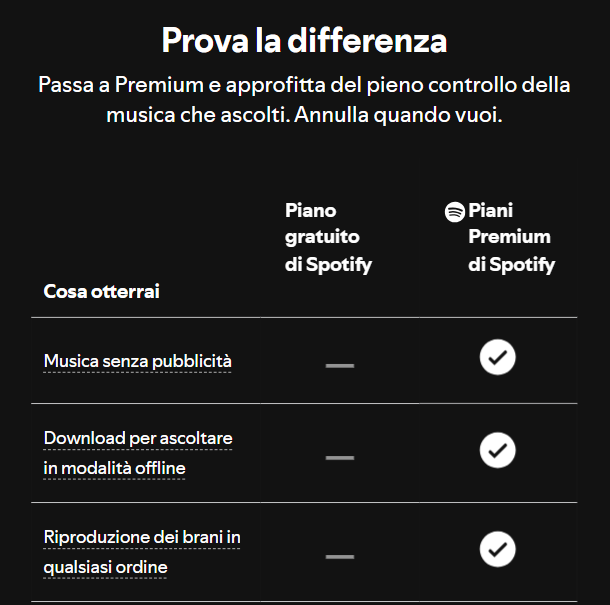 Prova la differenza
Passa a Premium e approfitta del pieno controllo della
musica che ascolti. Annulla quando vuoi.
Cosa otterrai
Piano
gratuito
di Spotify
Piani
Premium
di Spotify
Musica senza pubblicità
Download per ascoltare
in modalità offline
Riproduzione dei brani in
qualsiasi ordine